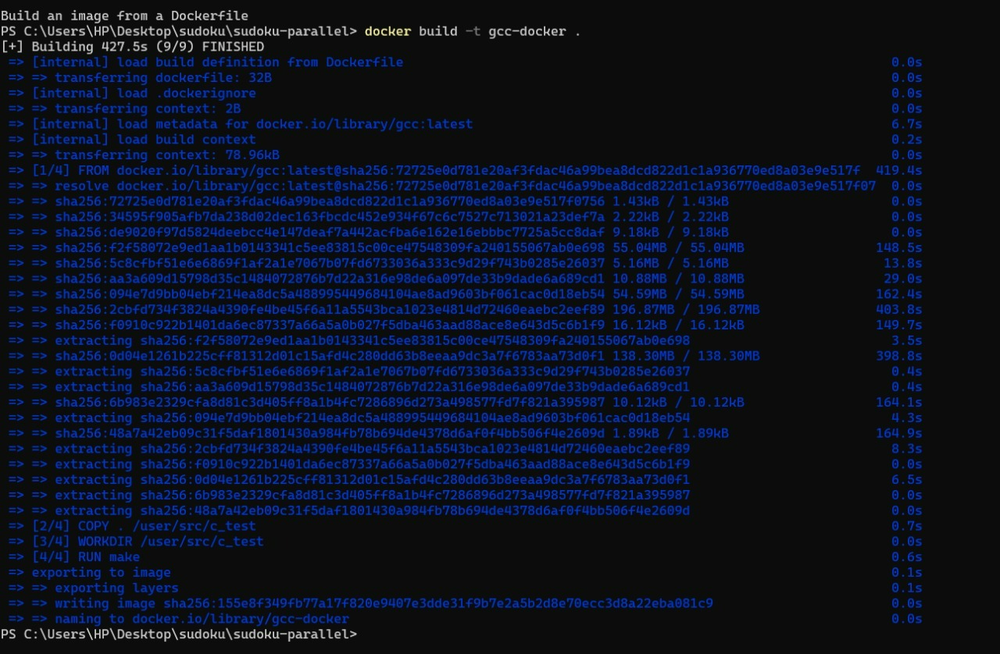 Build an image from a Dockerfile
PS C:\Users\HP\Desktop\sudoku\sudoku-parallel> docker build -t gcc-docker .
[+] Building 427.5s (9/9) FINISHED
=> [internal] load build definition from Dockerfile 0.0s
=> => transferring dockerfile: 32B 0.0s
=> [internal] load .dockerignore 0.0s
=> => transferring context: 2B 0.0s
=> [internal] load metadata for docker.io/library/gcc:latest 6.7s
=> [internal] load build context 0.2s
=> => transferring context: 78.96kB 0.0s
=> [1/4] FROM docker.io/library/gcc:latest@sha256:72725e0d781e20af3fdac46a99bea8dcd822d1c1a936770ed8a03e9e517f 419.4s
=> => resolve docker.io/library/gcc:latest@sha256:72725e0d781e20af3fdac46a99bea8dcd822d1c1a936770ed8a03e9e517f07 0.0s
=> => sha256:72725e0d781e20af3fdac46a99bea8dcd822d1c1a936770ed8a03e9e517f0756 1.43kB / 1.43kB 0.0s
=> => sha256:34595f905afb7da238d02dec163fbcdc452e934f67c6c7527c713021a23def7a 2.22kB / 2.22kB 0.0s
=> => sha256:de9020f97d5824deebcc4e147deaf7a442acfba6e162e16ebbbc7725a5cc8daf 9.18kB / 9.18kB 0.0s
=> => sha256:f2f58072e9ed1aa1b0143341c5ee83815c00ce47548309fa240155067ab0e698 55.04MB / 55.04MB 148.5s
=> => sha256:5c8cfbf51e6e6869f1af2a1e7067b07fd6733036a333c9d29f743b0285e26037 5.16MB / 5.16MB 13.8s
=> => sha256:aa3a609d15798d35c1484072876b7d22a316e98de6a097de33b9dade6a689cd1 10.88MB / 10.88MB 29.0s
=> => sha256:094e7d9bb04ebf214ea8dc5a488995449684104ae8ad9603bf061cac0d18eb54 54.59MB / 54.59MB 162.4s
=> => sha256:2cbfd734f3824a4390fe4be45f6a11a5543bca1023e4814d72460eaebc2eef89 196.87MB / 196.87MB 403.8s
=> => sha256:f0910c922b1401da6ec87337a66a5a0b027f5dba463aad88ace8e643d5c6b1f9 16.12kB / 16.12kB 149.7s
=> => extracting sha256:f2f58072e9ed1aa1b0143341c5ee83815c00ce47548309fa240155067ab0e698 3.5s
=> => sha256:0d04e1261b225cff81312d01c15afd4c280dd63b8eeaa9dc3a7f6783aa73d0f1 138.30MB / 138.30MB 398.8s
=> => extracting sha256:5c8cfbf51e6e6869f1af2a1e7067b07fd6733036a333c9d29f743b0285e26037 0.4s
=> => extracting sha256:aa3a609d15798d35c1484072876b7d22a316e98de6a097de33b9dade6a689cd1 0.4s
=> => sha256:6b983e2329cfa8d81c3d405ff8a1b4fc7286896d273a498577fd7f821a395987 10.12kB / 10.12kB 164.1s
=> => extracting sha256:094e7d9bb04ebf214ea8dc5a488995449684104ae8ad9603bf061cac0d18eb54 4.3s
=> => sha256:48a7a42eb09c31f5daf1801430a984fb78b694de4378d6af0f4bb506f4e2609d 1.89kB / 1.89kB 164.9s
=> => extracting sha256:2cbfd734f3824a4390fe4be45f6a11a5543bca1023e4814d72460eaebc2eef89 8.3s
=> => extracting sha256:f0910c922b1401da6ec87337a66a5a0b027f5dba463aad88ace8e643d5c6b1f9 0.0s
=> => extracting sha256:0d04e1261b225cff81312d01c15afd4c280dd63b8eeaa9dc3a7f6783aa73d0f1 6.5s
=> => extracting sha256:6b983e2329cfa8d81c3d405ff8a1b4fc7286896d273a498577fd7f821a395987 0.0s
=> => extracting sha256:48a7a42eb09c31f5daf1801430a984fb78b694de4378d6af0f4bb506f4e2609d 0.0s
=> [2/4] COPY . /user/src/c_test 0.7s
=> [3/4] WORKDIR /user/src/c_test 0.0s
=> [4/4] RUN make 0.6s
=> exporting to image 0.1s
=> => exporting layers 0.1s
=> => writing image sha256:155e8f349fb77a17f820e9407e3dde31f9b7e2a5b2d8e70ecc3d8a22eba081c9 0.0s
=> => naming to docker.io/library/gcc-docker 0.0s
PS C:\Users\HP\Desktop\sudoku\sudoku-parallel>